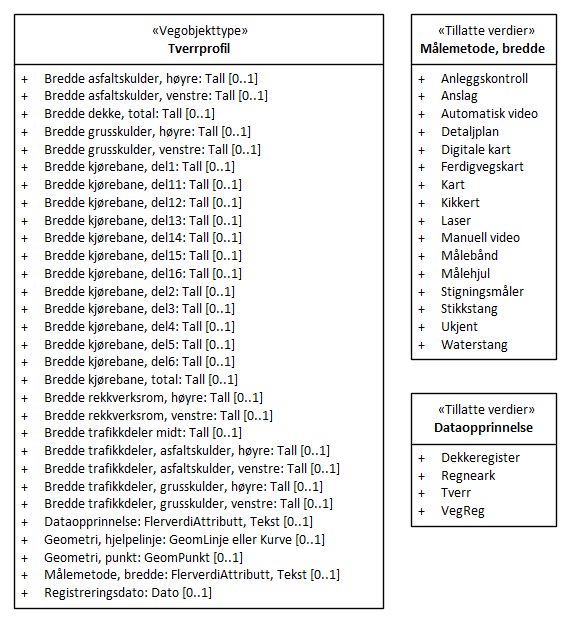 «Vegobjekttype»
Tverrprofil
+ Bredde asfaltskulder, høyre: Tall [0..1]
+ Bredde asfaltskulder, venstre: Tall [0..1]
+ Bredde dekke, total: Tall [0..1]
+ Bredde grusskulder, høyre: Tall [0..1]
+ Bredde grusskulder, venstre: Tall [0..1]
+ Bredde kjørebane, del1: Tall [0..1]
+ Bredde kjørebane, del11: Tall [0..1]
+ Bredde kjørebane, del12: Tall [0..1]
+ Bredde kjørebane, del13: Tall [0..1]
+ Bredde kjørebane, del14: Tall [0..1]
+ Bredde kjørebane, del15: Tall [0..1]
+ Bredde kjørebane, del16: Tall [0..1]
+ Bredde kjørebane, del2: Tall [0..1]
+ Bredde kjørebane, del3: Tall [0..1]
+ Bredde kjørebane, del4: Tall [0..1]
+ Bredde kjørebane, del5: Tall [0..1]
+ Bredde kjørebane, del6: Tall [0..1]
+ Bredde kjørebane, total: Tall [0..1]
+ Bredde rekkverksrom, høyre: Tall [0..1]
+ Bredde rekkverksrom, venstre: Tall [0..1]
+ Bredde trafikkdeler midt: Tall [0..1]
+ Bredde trafikkdeler, asfaltskulder, høyre: Tall [0..1]
+ Bredde trafikkdeler, asfaltskulder, venstre: Tall [0..1]
+ Bredde trafikkdeler, grusskulder, høyre: Tall [0..1]
+ Bredde trafikkdeler, grusskulder, venstre: Tall [0..1]
+ Dataopprinnelse: FlerverdiAttributt, Tekst [0..1]
+ Geometri, hjelpelinje: GeomLinje eller Kurve [0..1]
+ Geometri, punkt: GeomPunkt [0..1]
+ Målemetode, bredde: FlerverdiAttributt, Tekst [0..1]
+ Registreringsdato: Dato [0..1]
«Tillatte verdier»
Målemetode, bredde
+ Anleggskontroll
+ Anslag
+ Automatisk video
+ Detaljplan
+ Digitale kart
+ Ferdigvegskart
+ Kart
+ Kikkert
+ Laser
+ Manuell video
+ Målebånd
+ Målehjul
+ Stigningsmåler
+ Stikkstang
+ Ukjent
+ Waterstang
«Tillatte verdier»
Dataopprinnelse
+ Dekkeregister
+ Regneark
+ Tverr
+ VegReg